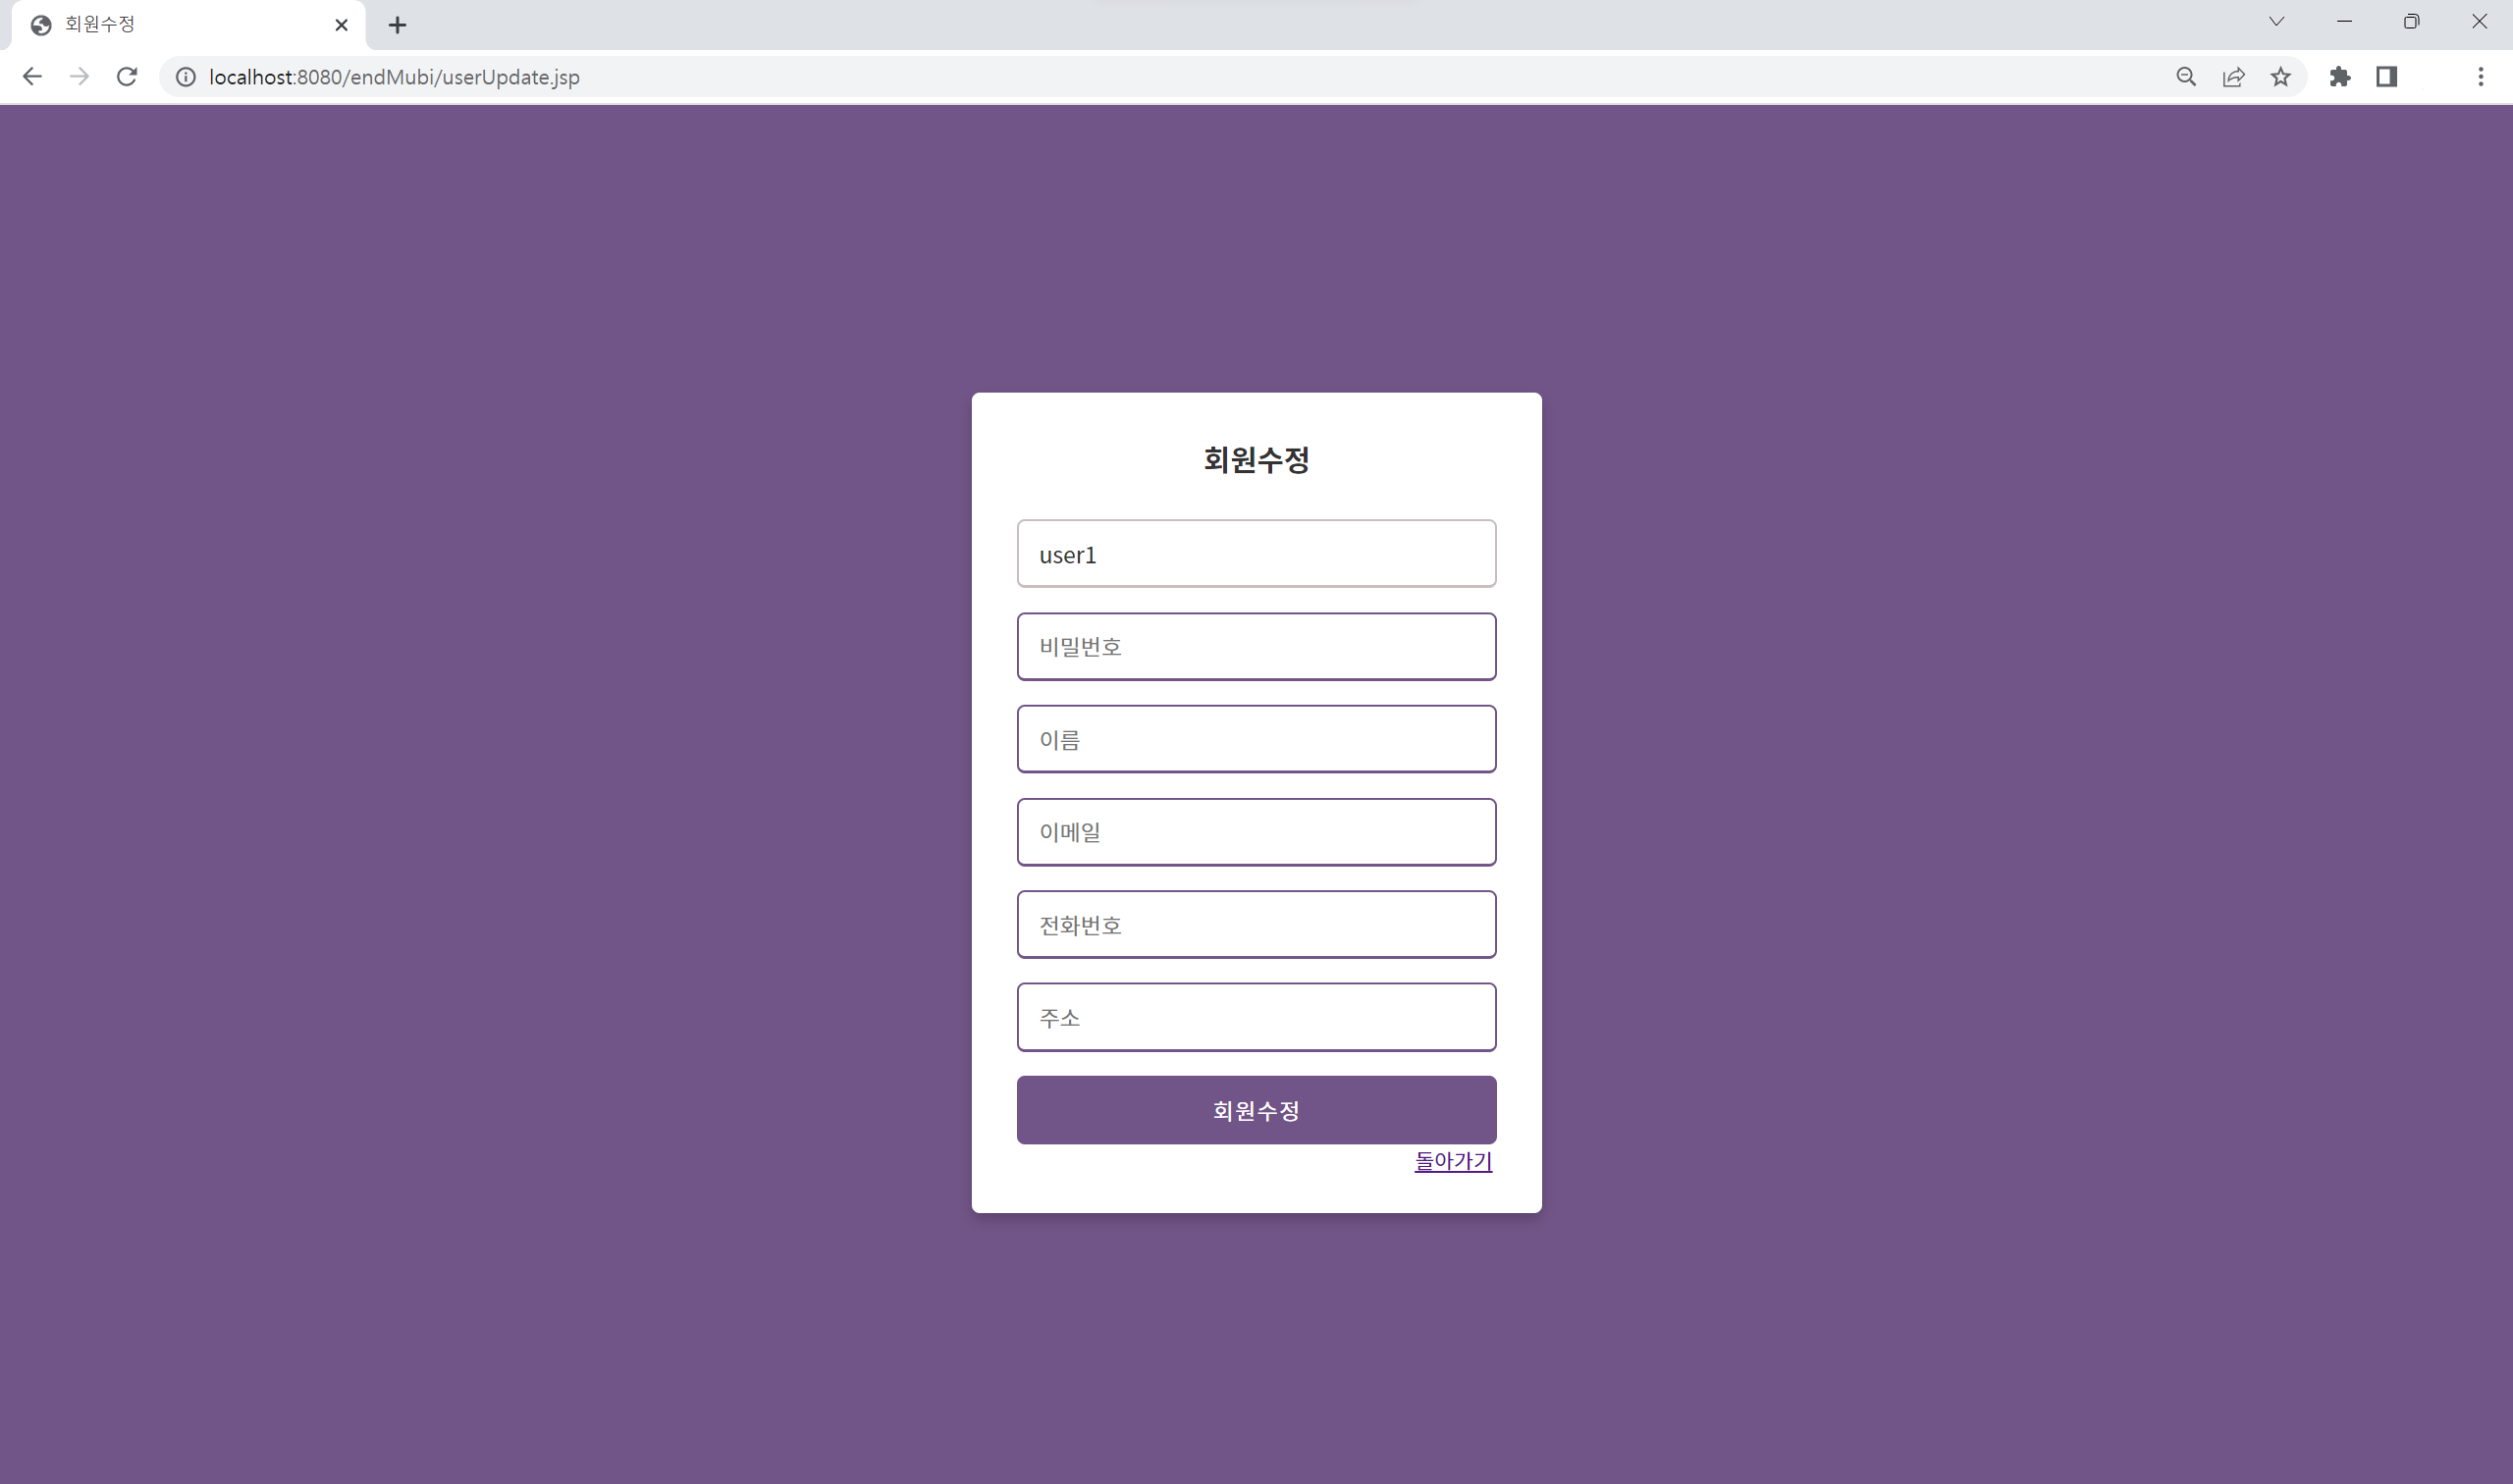 회원수정
localhost:8080/endMubi/userUpdate.jsp
회원수정
user1
비밀번호
이름
이메일
전화번호
주소
회원수정
돌아가기